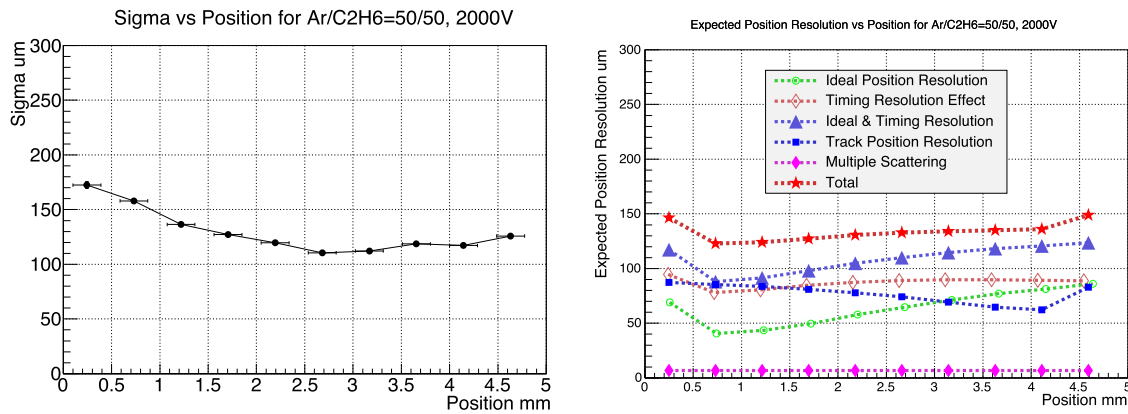 Sigma vs Position for Ar/C2H6=50/50, 2000V
Sigma um
300
250
200
150
100
50
0
0 0.5 1 1.5 2 2.5 3 3.5 4 4.5 5
Position mm
Expected Position Resolution vs Position for Ar/C2H6=50/50, 2000V
Expected Position Resolution um
300
250
200
150
100
50
0
Ideal Position Resolution
Timing Resolution Effect
Ideal & Timing Resolution
Track Position Resolution
Multiple Scattering
Total
0 0.5 1 1.5 2 2.5 3 3.5 4 4.5 5
Position mm